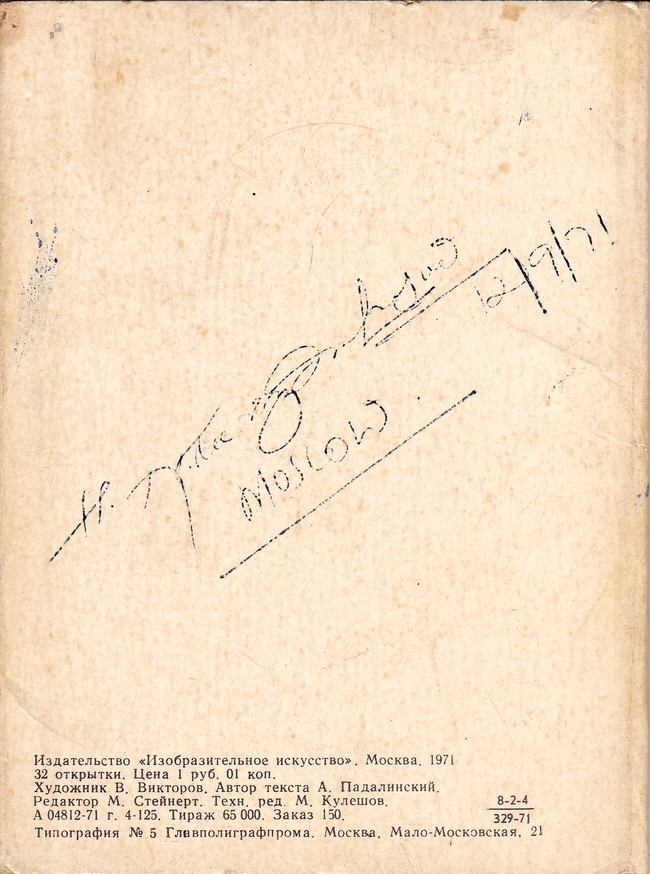 12/9/71
MOSCOW
Издательство «Изобразительное искусство». Москва. 1971
32 открытки. Цена 1 руб. 01 коп.
Художник В. Викторов. Автор текста А. Падалинский.
Редактор М. Стейнерт. Техн. ред. М. Кулешов.
А 04812-71 г. 4-125. Тираж 65 000. Заказ 150.
8-2-4
329-71
Типография № 5 Главполиграфпрома. Москва. Мало-Московская, 21